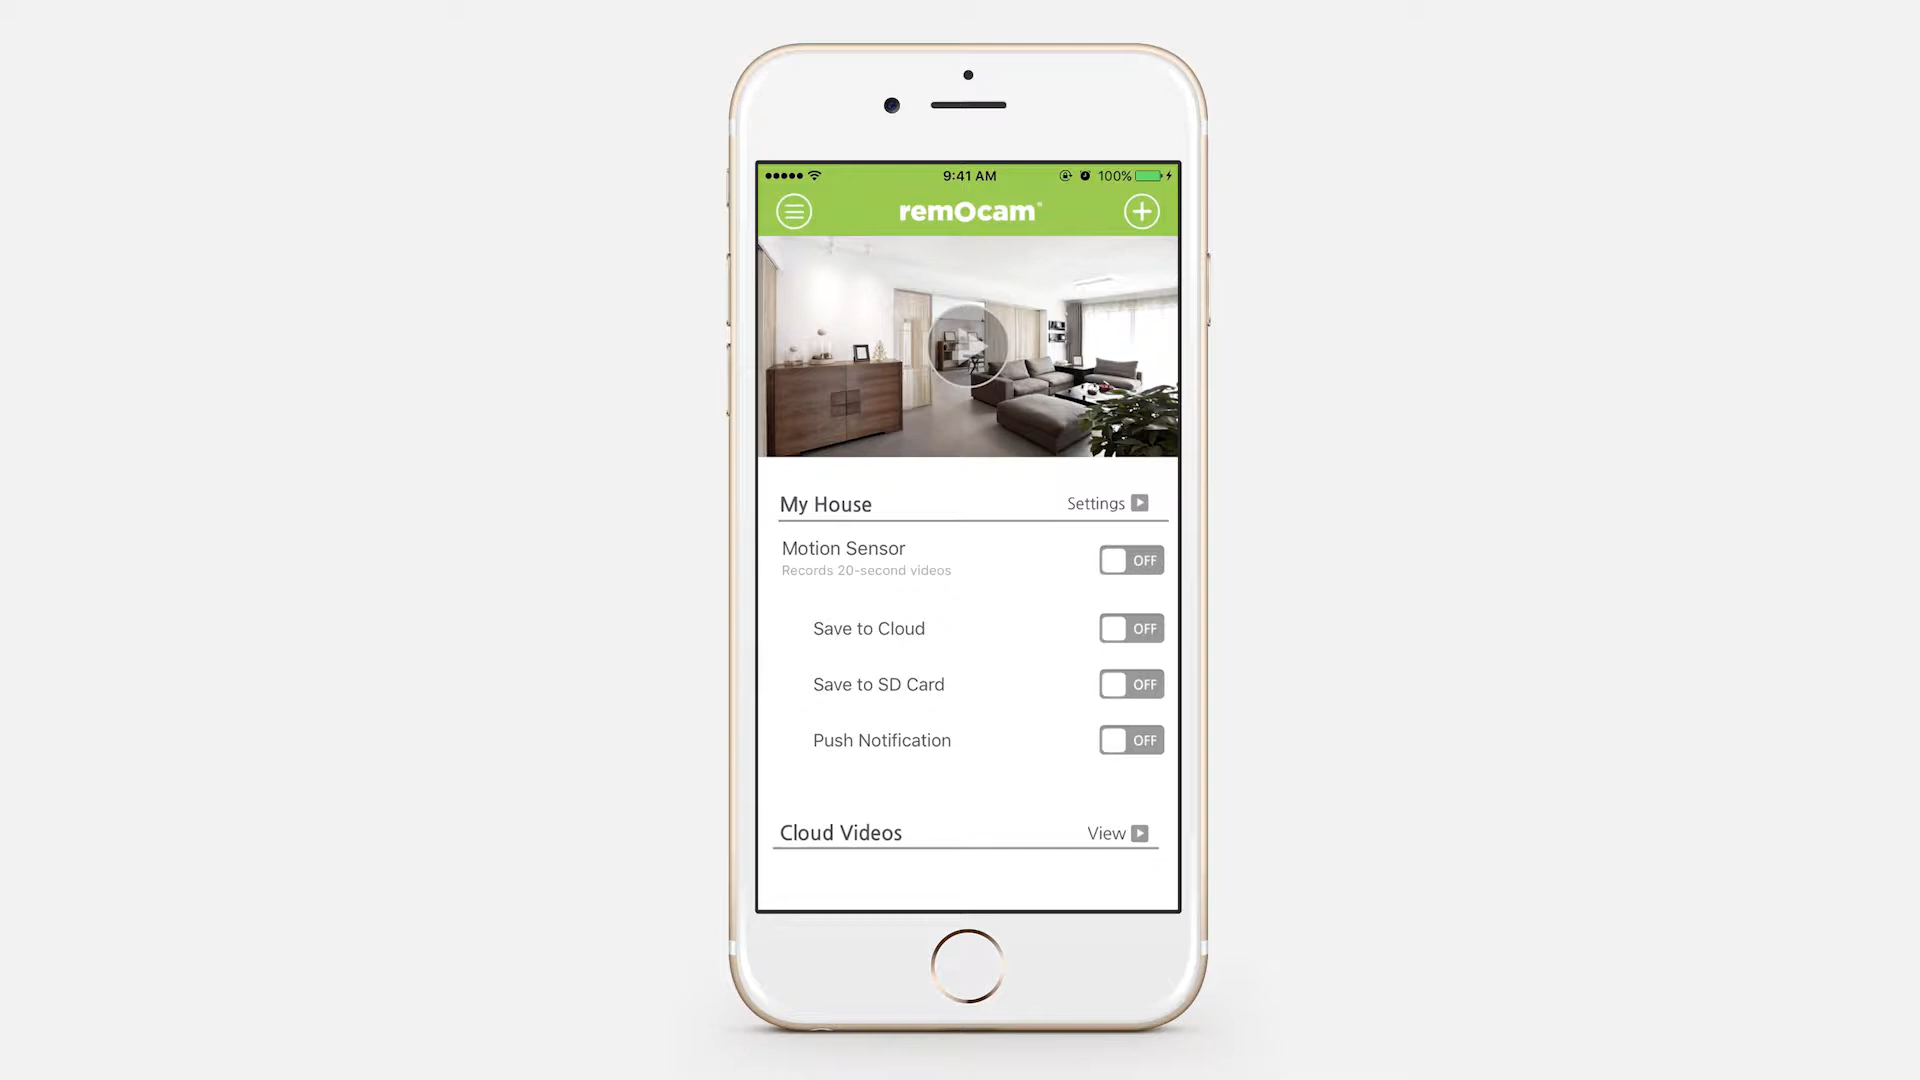 9:41 AM 100%
remOcam
My House Settings
Motion Sensor
Records 20-second videos OFF
Save to Cloud OFF
Save to SD Card OFF
Push Notification OFF
Cloud Videos View